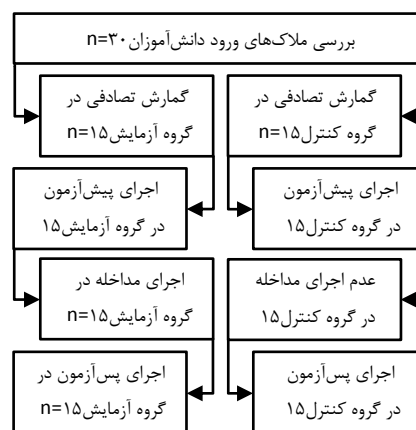 بررسی ملاک‌های ورود دانش‌آموزان n=۳۰
گمارش تصادفی در
گروه کنترل n=۱۵
گمارش تصادفی در
گروه آزمایش n=۱۵
اجرای پیش‌آزمون
در گروه کنترل ۱۵
اجرای پیش‌آزمون
در گروه آزمایش ۱۵
عدم اجرای مداخله
در گروه کنترل ۱۵
اجرای مداخله در
گروه آزمایش n=۱۵
اجرای پس‌آزمون
در گروه کنترل ۱۵
اجرای پس‌آزمون در
گروه آزمایش n=۱۵